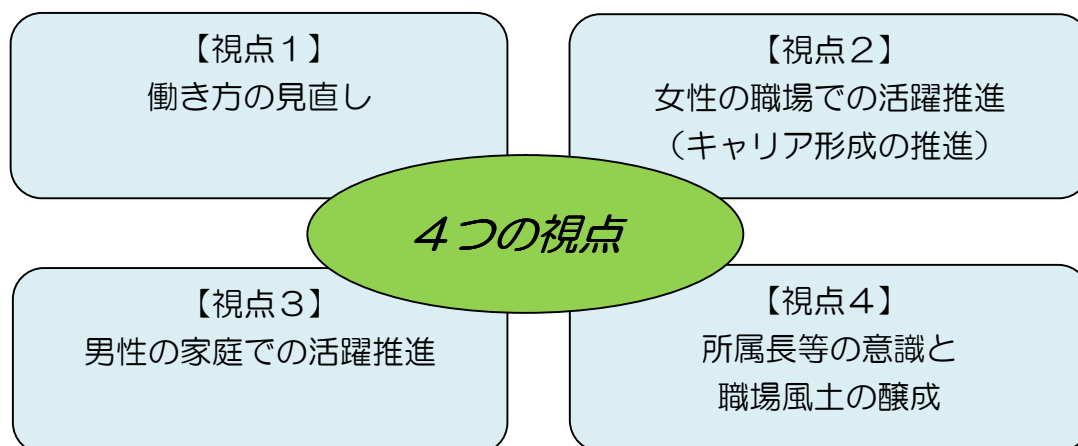 【視点１】
働き方の見直し
【視点２】
女性の職場での活躍推進
（キャリア形成の推進）
４つの視点
【視点３】
男性の家庭での活躍推進
【視点４】
所属長等の意識と
職場風土の醸成